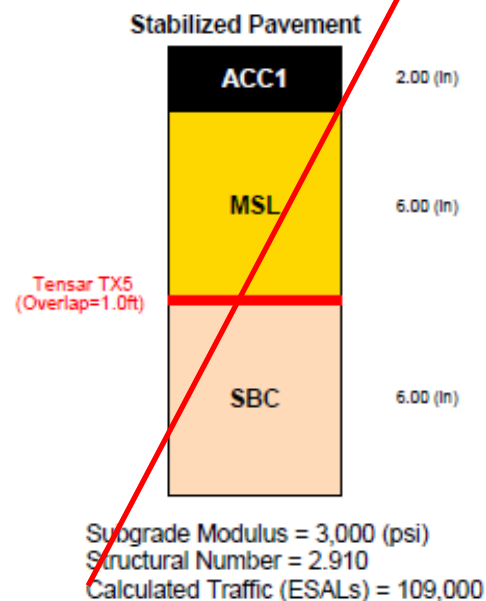 Stabilized Pavement
ACC1
2.00 (in)
MSL
6.00 (in)
Tensar TX5
(Overlap=1.0ft)
SBC
6.00 (in)
Subgrade Modulus = 3,000 (psi)
Structural Number = 2.910
Calculated Traffic (ESALs) = 109,000